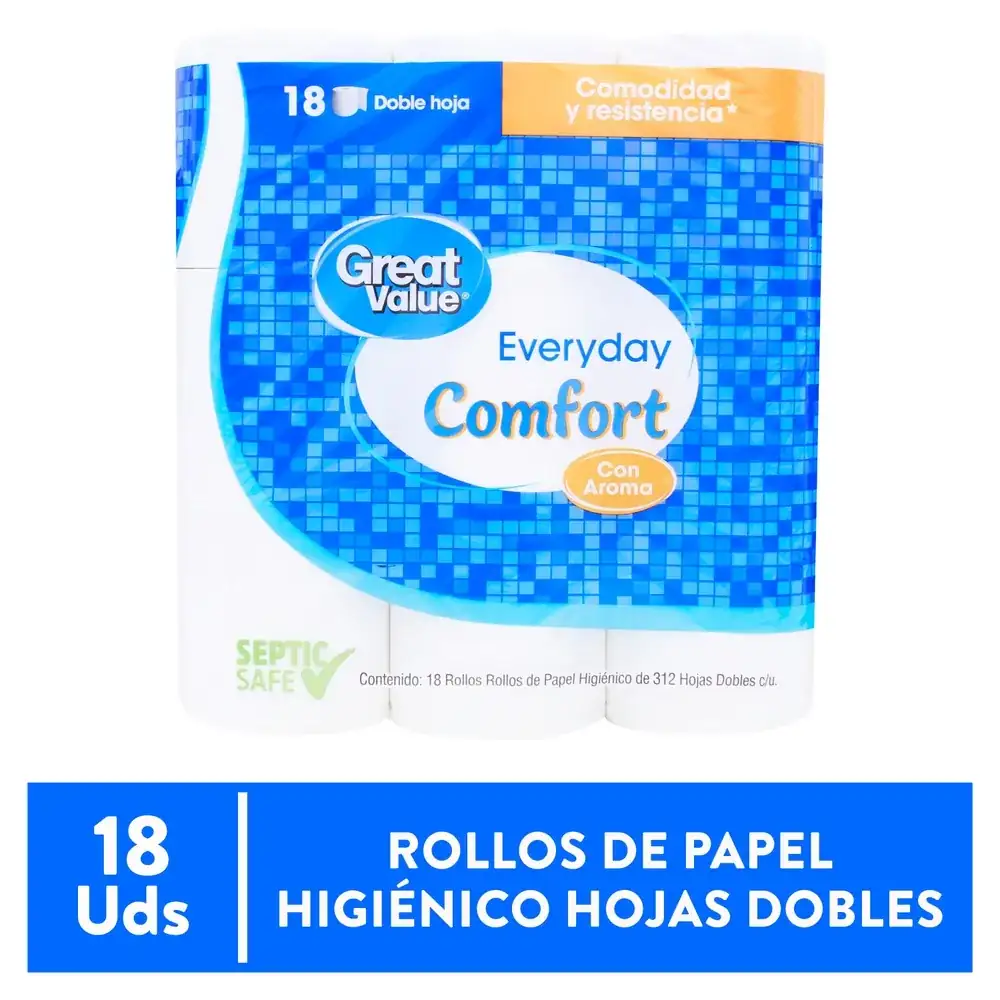 18 Doble hoja
Comodidad
y resistencia*
Great
Value®
Everyday
Comfort
Con
Aroma
SEPTIC
SAFE
Contenido: 18 Rollos Rollos de Papel Higiénico de 312 Hojas Dobles c/u.
18
Uds
ROLLOS DE PAPEL
HIGIÉNICO HOJAS DOBLES